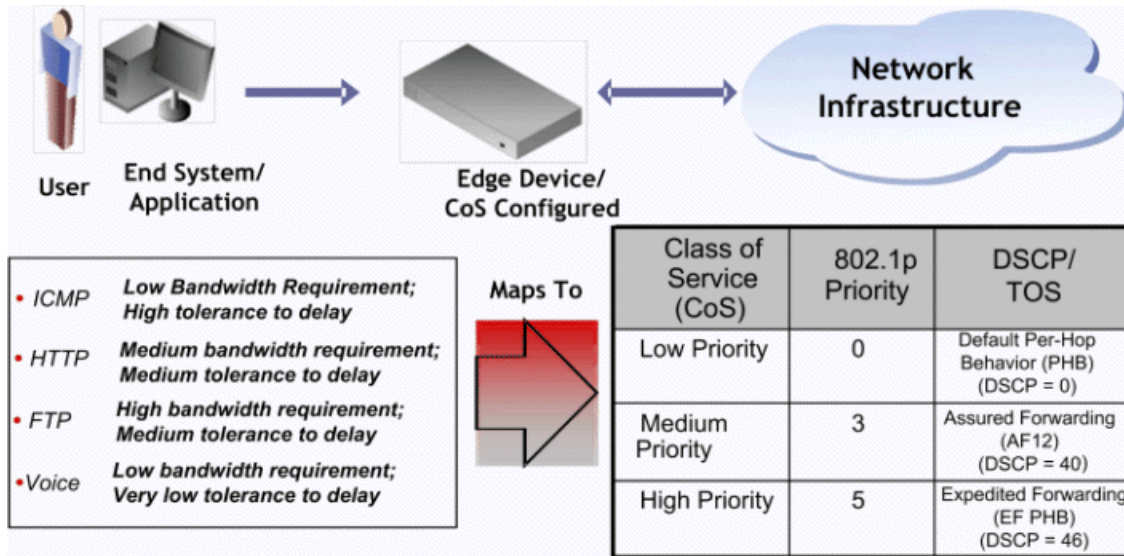 User
End System/
Application
Edge Device/
CoS Configured
Network
Infrastructure
• ICMP Low Bandwidth Requirement;
High tolerance to delay
• HTTP Medium bandwidth requirement;
Medium tolerance to delay
• FTP High bandwidth requirement;
Medium tolerance to delay
•Voice Low bandwidth requirement;
Very low tolerance to delay
Maps To
Class of
Service
(CoS)
802.1p
Priority
DSCP/
TOS
Low Priority
0
Default Per-Hop
Behavior (PHB)
(DSCP = 0)
Medium
Priority
3
Assured Forwarding
(AF12)
(DSCP = 40)
High Priority
5
Expedited Forwarding
(EF PHB)
(DSCP = 46)